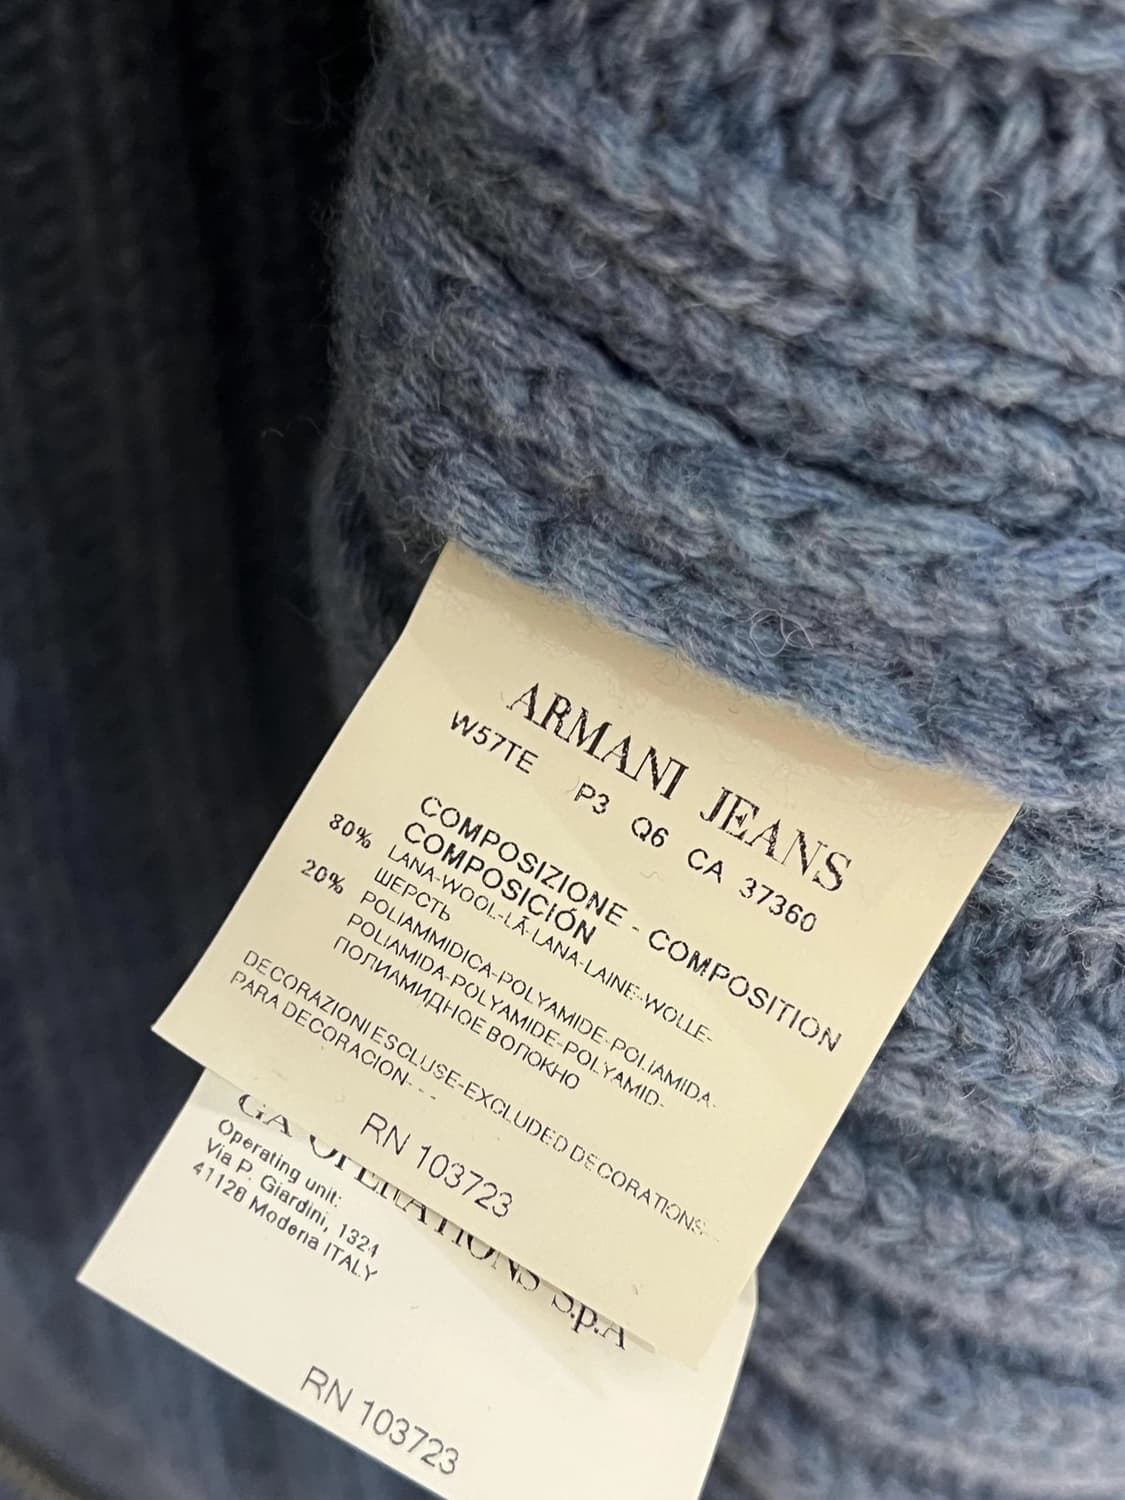 ARMANI JEANS
W57TE P3 Q6 CA 37360
COMPOSIZIONE - COMPOSITION
COMPOSICIÓN
80% LANA-WOOL-LÃ-LANA-LAINE-WOLLE-
ШЕРСТЬ
20% POLIAMMIDICA-POLYAMIDE-POLIAMIDA-
POLIAMIDA-POLYAMIDE-POLYAMID-
ПОЛИАМИДНОЕ ВОЛОКНО
DECORAZIONI ESCLUSE-EXCLUDED DECORATIONS-
PARA DECORACION- -
RN 103723
GA OPERATIONS S.p.A
Operating unit:
Via P. Giardini, 1324
41128 Modena ITALY
RN 103723